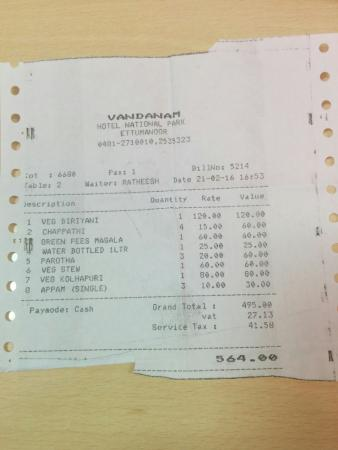 VANDANAM
HOTEL NATIONAL PARK
ETTUMANOOR
0481-2710010,2535323
ot : 6680 Pax: 1 BillNo: 5214
able: 2 Waiter: RATHEESH Date 21-02-16 16:53
Description Quantity Rate Value
1 VEG BIRIYANI 1 120.00 120.00
2 CHAPPATHI 4 15.00 60.00
GREEN FEES MASALA 1 60.00 60.00
WATER BOTTLED 1LTR 1 25.00 25.00
5 PAROTHA 3 20.00 60.00
6 VEG STEW 1 60.00 60.00
7 VEG KOLHAPURI 1 80.00 80.00
8 APPAM (SINGLE) 3 10.00 30.00
Paymode: Cash Grand Total : 495.00
vat 27.13
Service Tax : 41.58
564.00